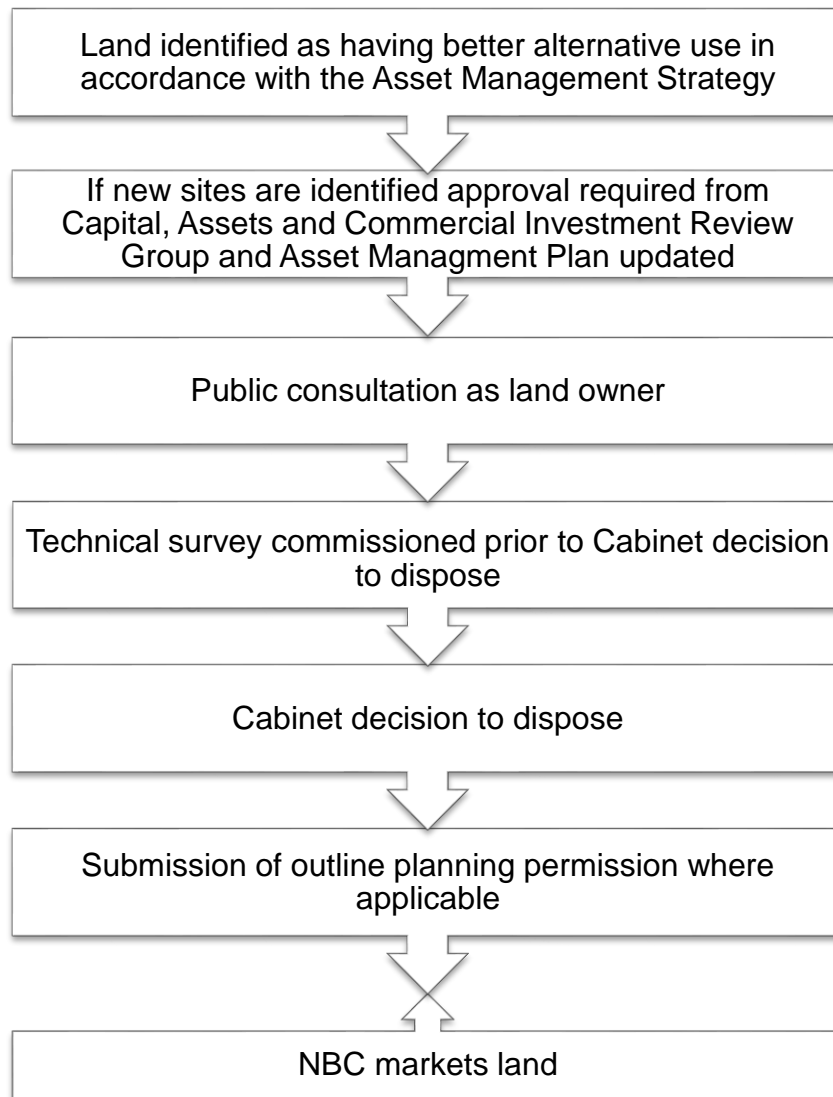 Land identified as having better alternative use in
accordance with the Asset Management Strategy
If new sites are identified approval required from
Capital, Assets and Commercial Investment Review
Group and Asset Managment Plan updated
Public consultation as land owner
Technical survey commissioned prior to Cabinet decision
to dispose
Cabinet decision to dispose
Submission of outline planning permission where
applicable
NBC markets land